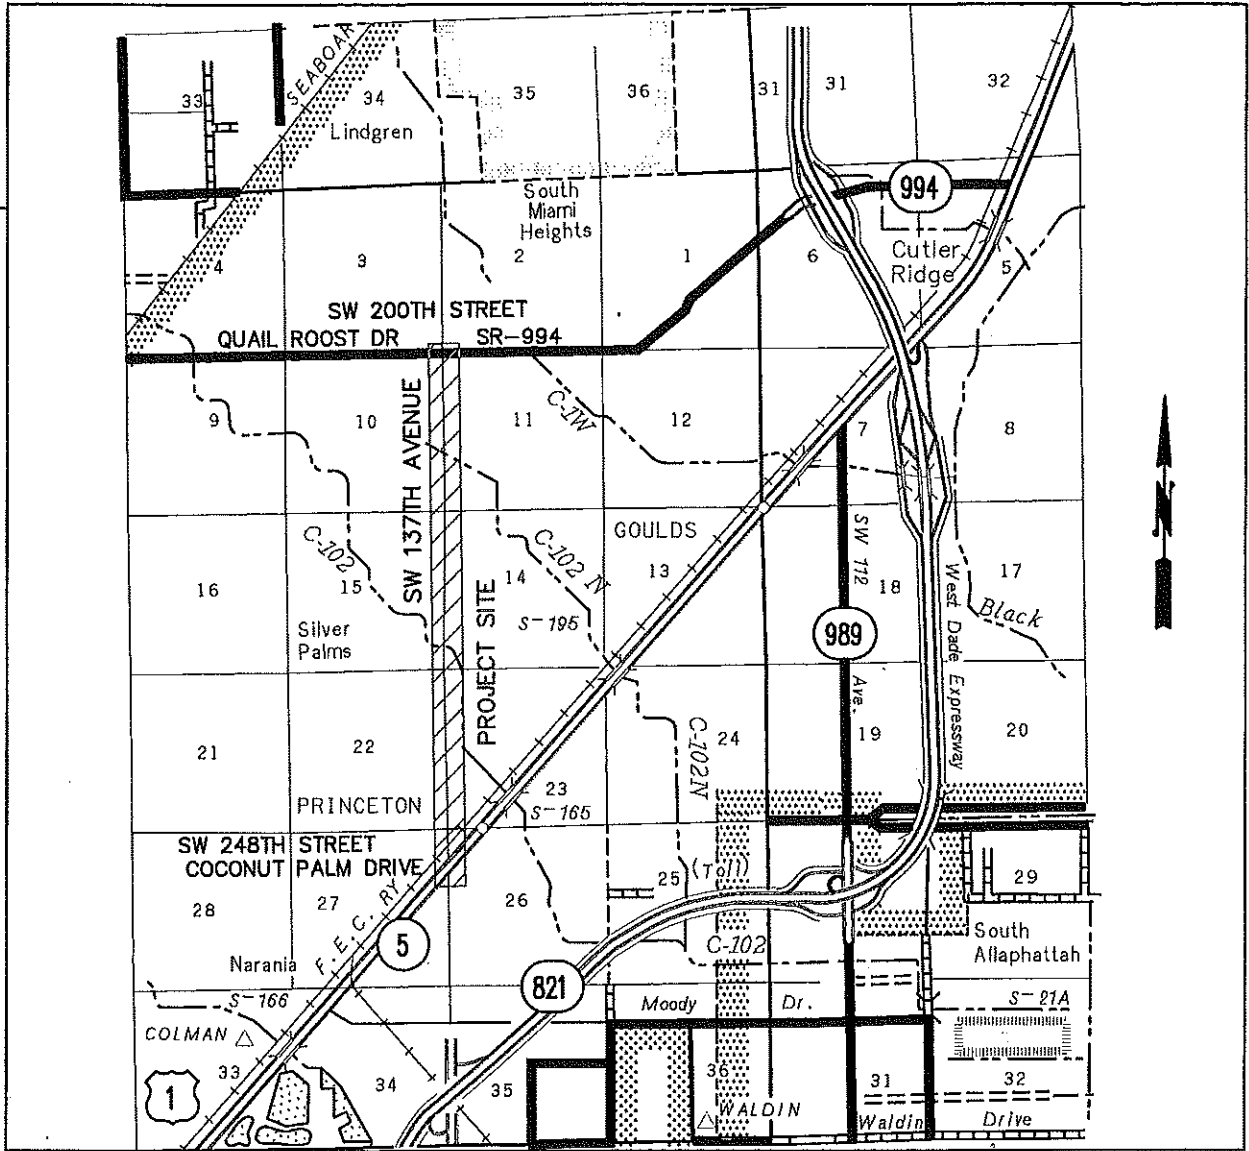 SEABOAR
33
34
35
36
31
31
32
Lindgren
South
Miami
Heights
994
Cutler
Ridge
4
3
2
1
6
5
SW 200TH STREET
QUAIL ROOST DR SR-994
SW 137TH AVENUE
9
10
11
C-1W
12
7
8
C-102
C-102 N
GOULDS
SW 112
16
15
14
13
18
17
West Dade Expressway
Black
Silver
Palms
S-195
PROJECT SITE
989
Ave.
21
22
23
24
C-102N
19
20
PRINCETON
S-165
SW 248TH STREET
COCONUT PALM DRIVE
28
27
26
25
(Toll)
29
F.E.C. RY
5
C-102
South
Allaphattah
Narania
S-166
821
Moody Dr.
S-21A
COLMAN
33
34
35
36
31
32
1
WALDIN
Waldin Drive
N